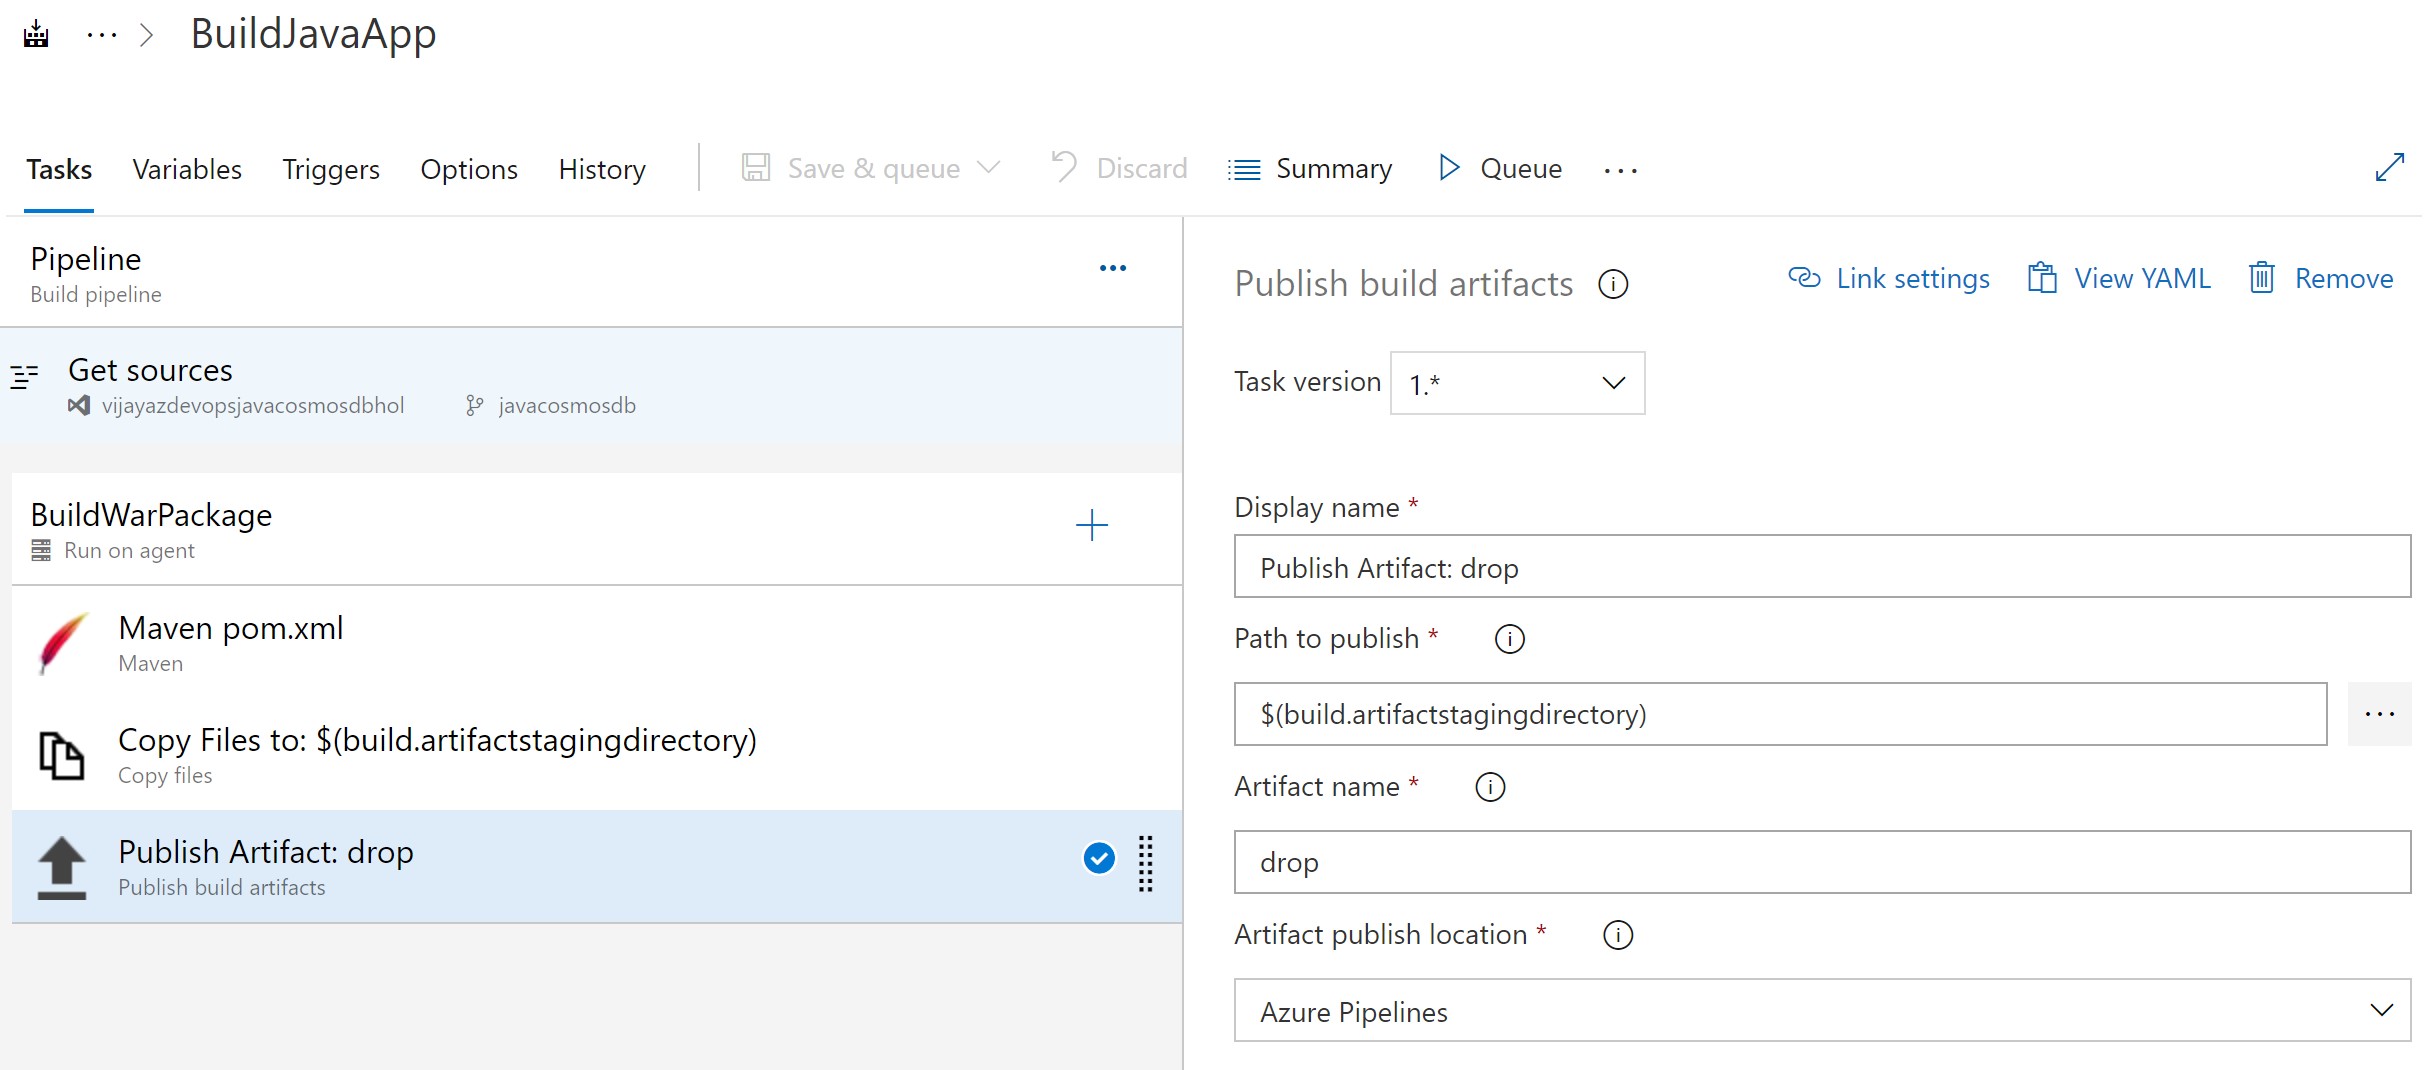 BuildJavaApp
Tasks Variables Triggers Options History Save & queue Discard Summary Queue
Pipeline
Build pipeline
Get sources
vijayazdevopsjavacosmosdbhol javacosmosdb
BuildWarPackage
Run on agent
Maven pom.xml
Maven
Copy Files to: $(build.artifactstagingdirectory)
Copy files
Publish Artifact: drop
Publish build artifacts
Publish build artifacts Link settings View YAML Remove
Task version 1.*
Display name *
Publish Artifact: drop
Path to publish *
$(build.artifactstagingdirectory)
Artifact name *
drop
Artifact publish location *
Azure Pipelines